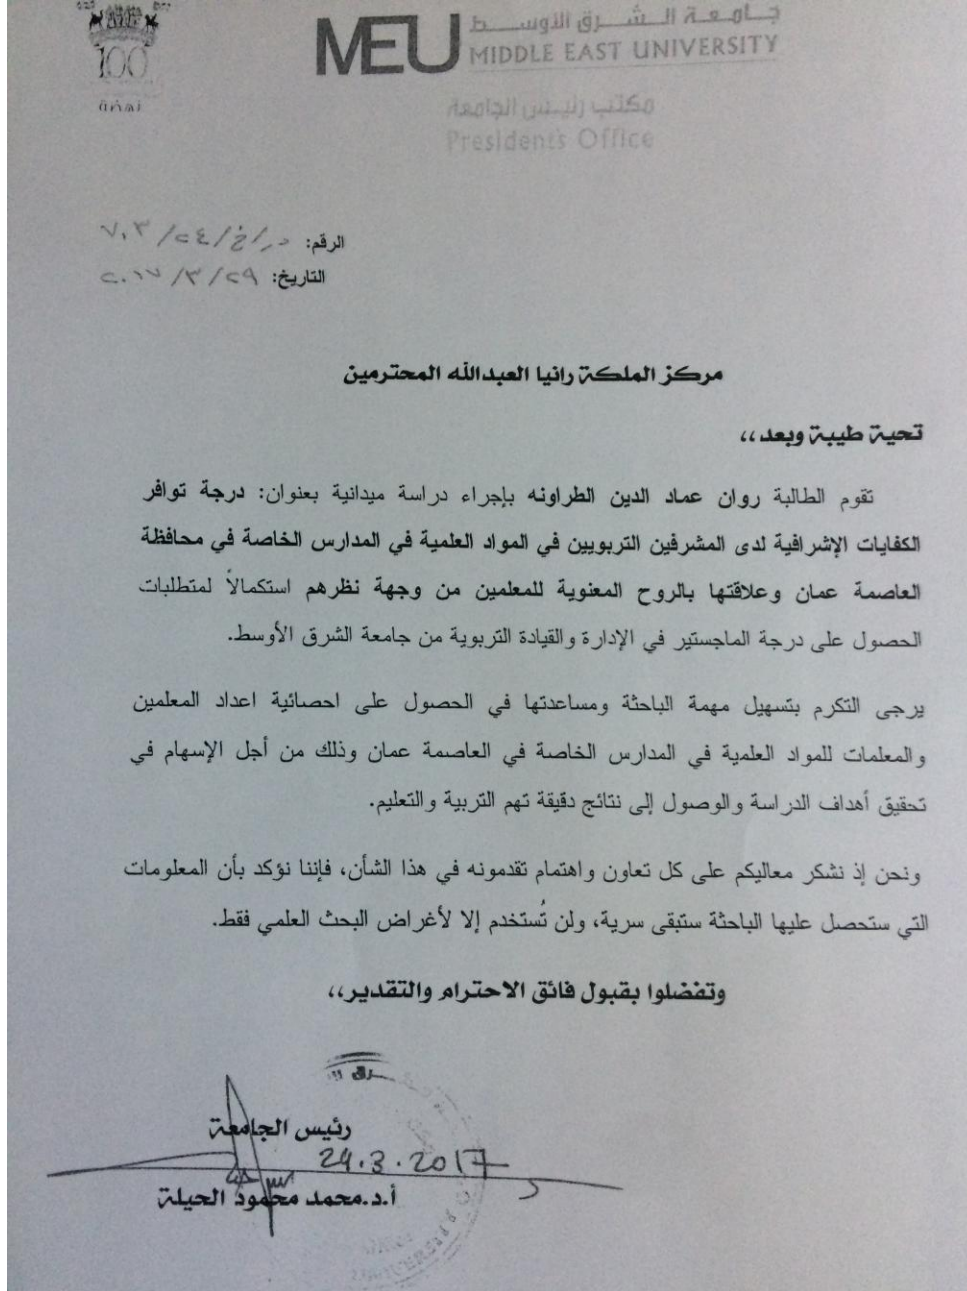 جامعة الشرق الأوسط
MEU MIDDLE EAST UNIVERSITY
مكتب رئيس الجامعة
President's Office
100
نهضة
الرقم: در/خ/٢٤/٧٠٣
التاريخ: ٢٩/٣/٢٠١٧
مركز الملكة رانيا العبدالله المحترمين
تحية طيبة وبعد،،
تقوم الطالبة روان عماد الدين الطراونه بإجراء دراسة ميدانية بعنوان: درجة توافر
الكفايات الإشرافية لدى المشرفين التربويين في المواد العلمية في المدارس الخاصة في محافظة
العاصمة عمان وعلاقتها بالروح المعنوية للمعلمين من وجهة نظرهم استكمالاً لمتطلبات
الحصول على درجة الماجستير في الإدارة والقيادة التربوية من جامعة الشرق الأوسط.
يرجى التكرم بتسهيل مهمة الباحثة ومساعدتها في الحصول على احصائية اعداد المعلمين
والمعلمات للمواد العلمية في المدارس الخاصة في العاصمة عمان وذلك من أجل الإسهام في
تحقيق أهداف الدراسة والوصول إلى نتائج دقيقة تهم التربية والتعليم.
ونحن إذ نشكر معاليكم على كل تعاون واهتمام تقدمونه في هذا الشأن، فإننا نؤكد بأن المعلومات
التي ستحصل عليها الباحثة ستبقى سرية، ولن تُستخدم إلا لأغراض البحث العلمي فقط.
وتفضلوا بقبول فائق الاحترام والتقدير،،
رئيس الجامعة
29.3.2017
أ.د.محمد محمود الحيلة